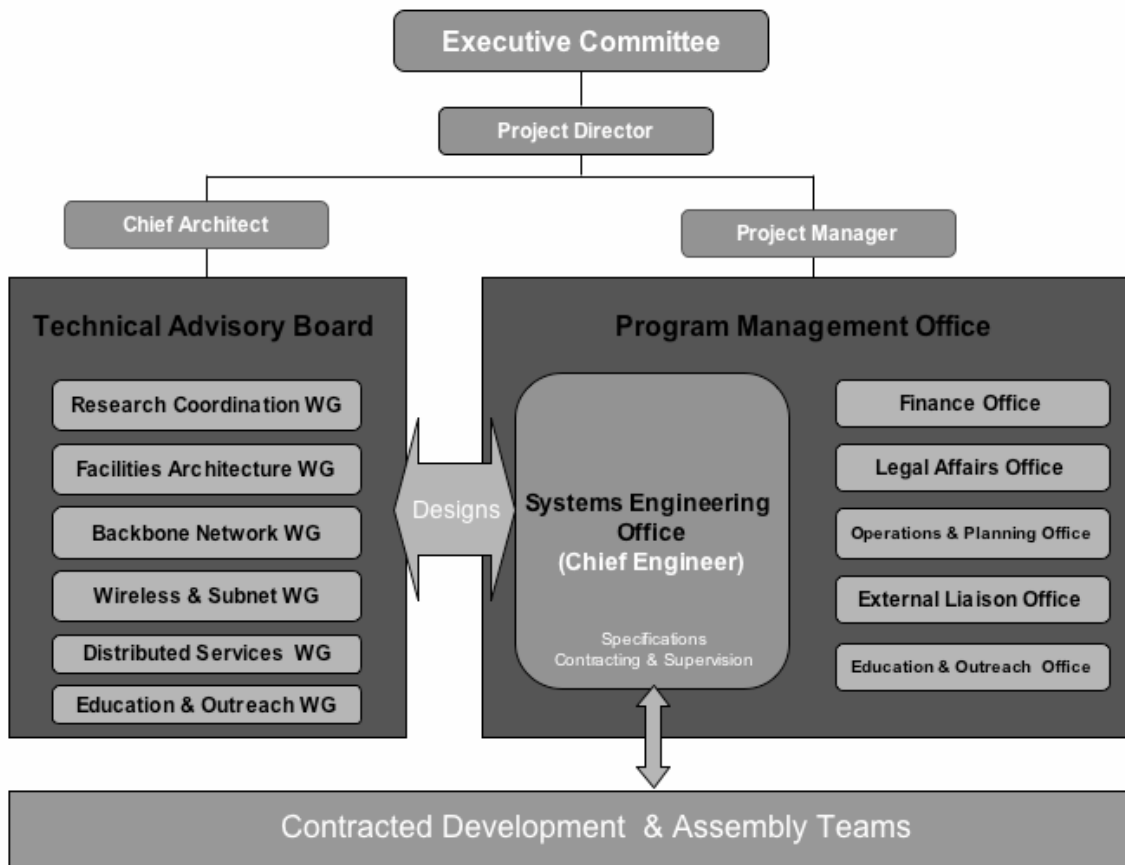 Executive Committee
Project Director
Chief Architect
Project Manager
Technical Advisory Board
Research Coordination WG
Facilities Architecture WG
Backbone Network WG
Wireless & Subnet WG
Distributed Services WG
Education & Outreach WG
Designs
Program Management Office
Systems Engineering
Office
(Chief Engineer)
Specifications
Contracting & Supervision
Finance Office
Legal Affairs Office
Operations & Planning Office
External Liaison Office
Education & Outreach Office
Contracted Development & Assembly Teams